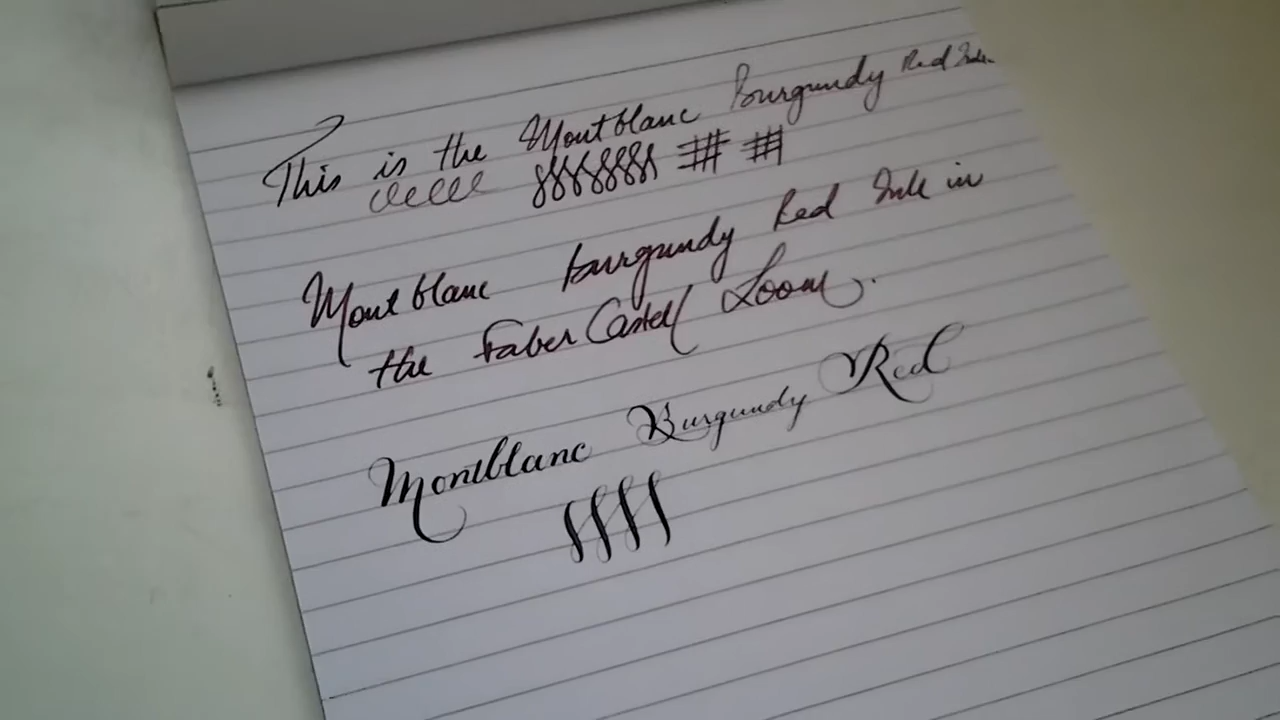 This is the Montblanc Burgundy Red Ink.
Montblanc Burgundy Red Ink in
the Faber Castell Loom.
Montblanc Burgundy Red